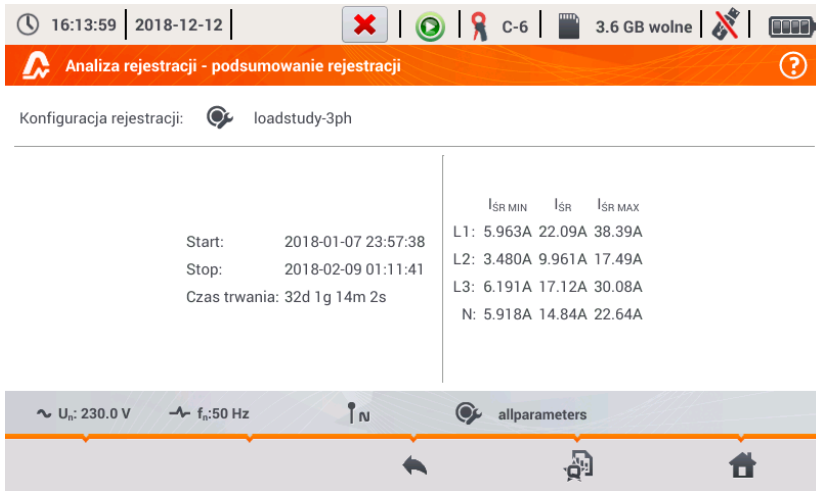 16:13:59 2018-12-12 C-6 3.6 GB wolne
Analiza rejestracji - podsumowanie rejestracji ?
Konfiguracja rejestracji: loadstudy-3ph
Start: 2018-01-07 23:57:38
Stop: 2018-02-09 01:11:41
Czas trwania: 32d 1g 14m 2s
IŚR MIN IŚR IŚR MAX
L1: 5.963A 22.09A 38.39A
L2: 3.480A 9.961A 17.49A
L3: 6.191A 17.12A 30.08A
N: 5.918A 14.84A 22.64A
Un: 230.0 V fn:50 Hz N allparameters